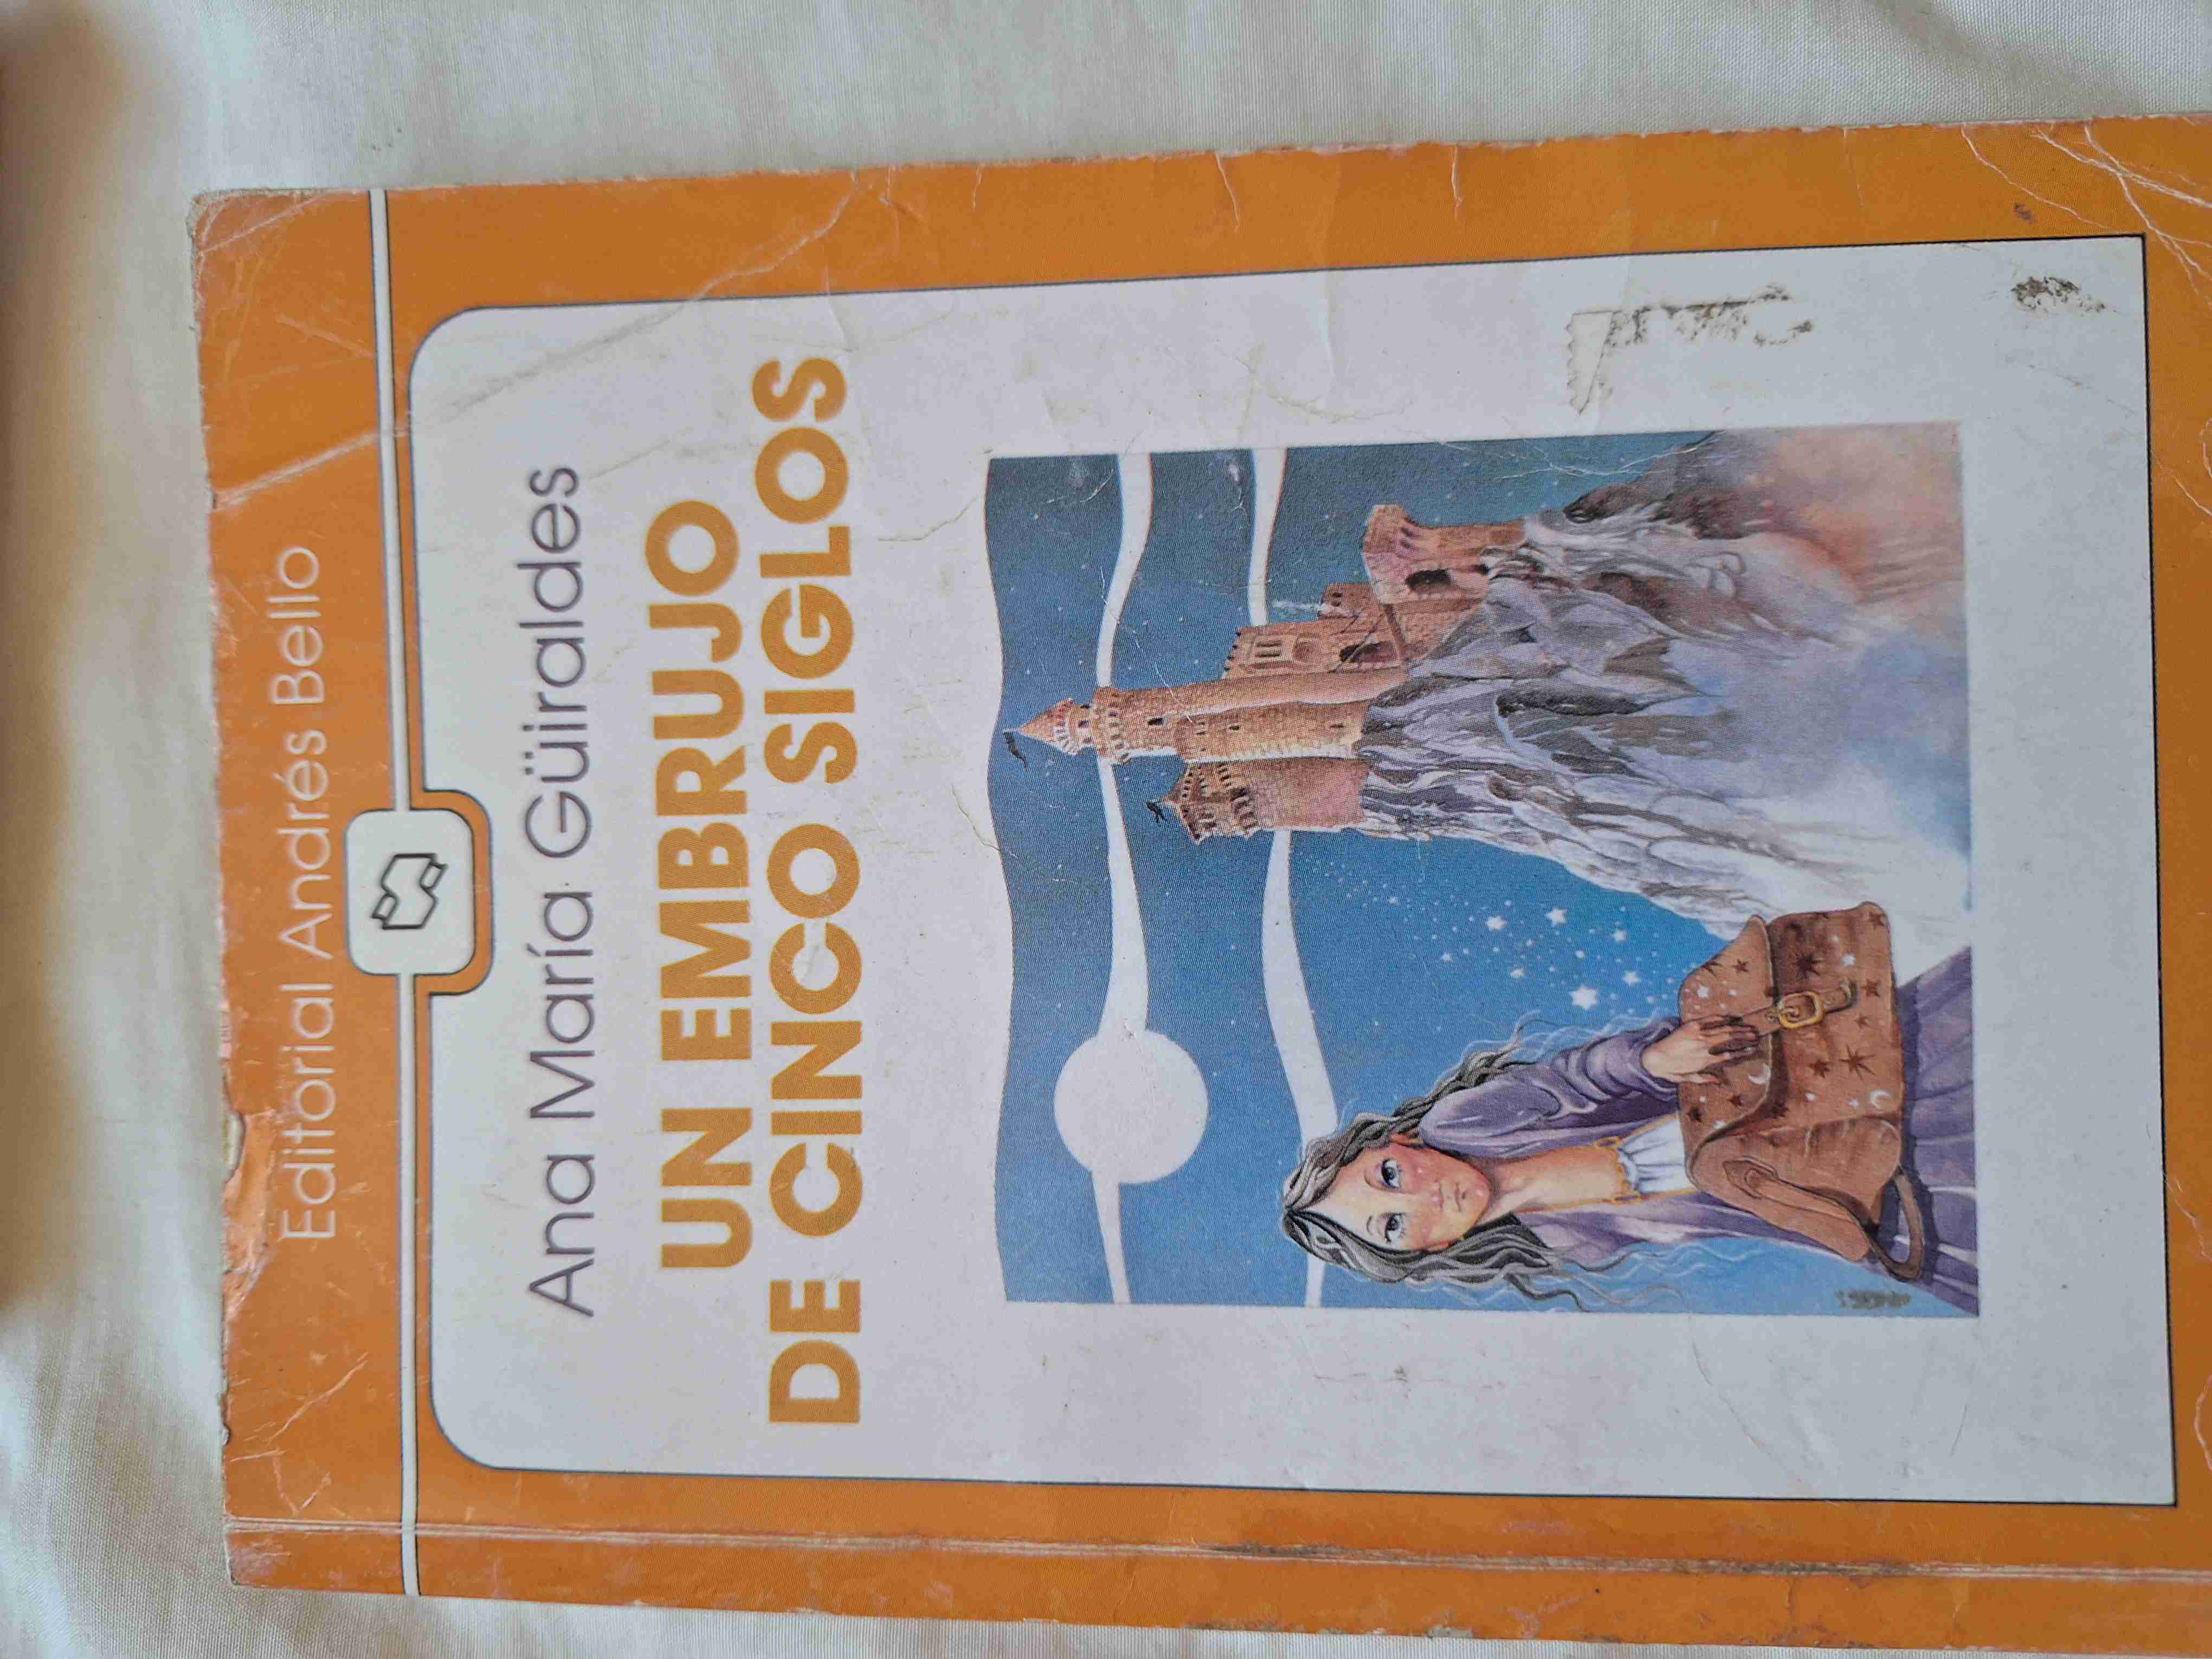 Editorial Andrés Bello
Ana María Güiraldes
UN EMBRUJO
DE CINCO SIGLOS